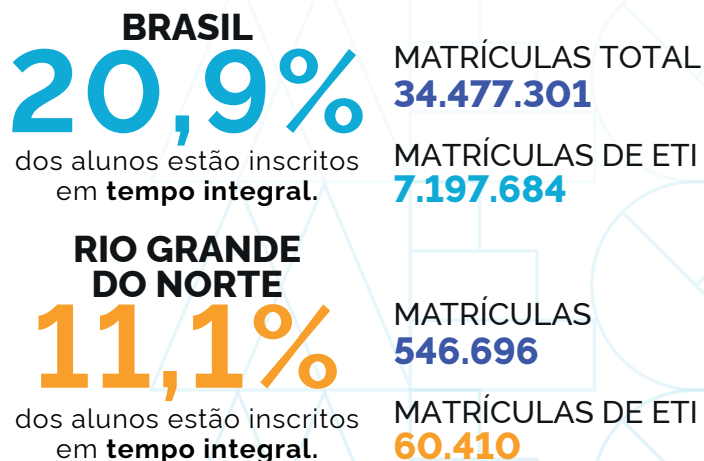 BRASIL
20,9%
dos alunos estão inscritos
em tempo integral.
MATRÍCULAS TOTAL
34.477.301
MATRÍCULAS DE ETI
7.197.684
RIO GRANDE
DO NORTE
11,1%
dos alunos estão inscritos
em tempo integral.
MATRÍCULAS
546.696
MATRÍCULAS DE ETI
60.410